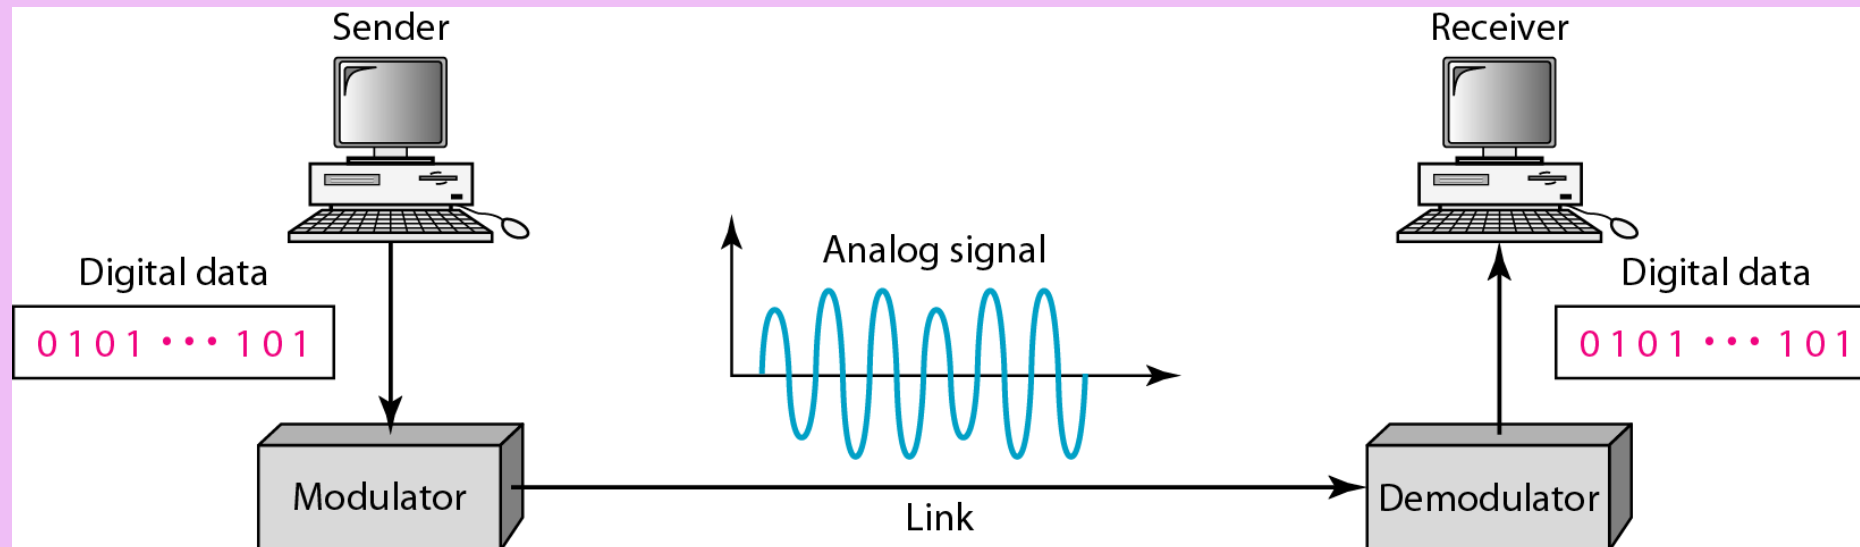 Sender
Receiver
Analog signal
Digital data
0101 ··· 101
Digital data
0101 ··· 101
Modulator
Link
Demodulator